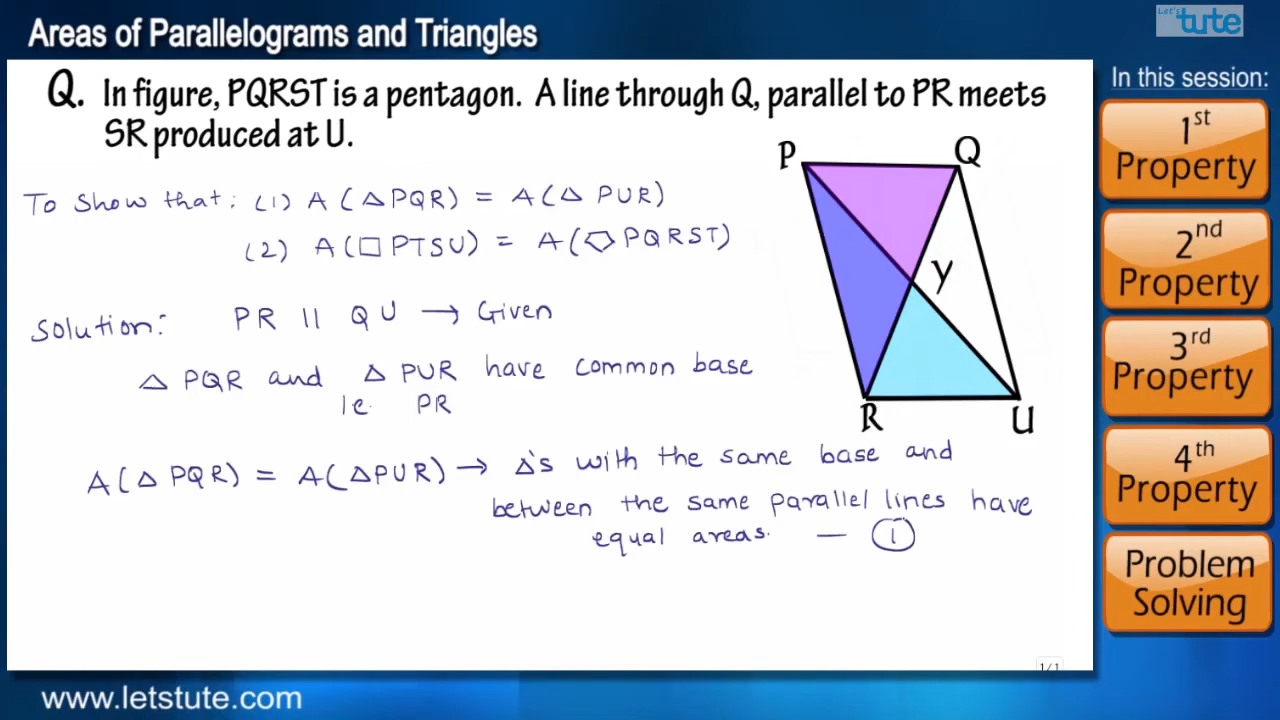 Let's tute
Areas of Parallelograms and Triangles
Q. In figure, PQRST is a pentagon. A line through Q, parallel to PR meets
SR produced at U.
To show that: (1) A(△PQR) = A(△ PUR)
(2) A(□PTSU) = A(⬠PQRST)
Solution: PR || QU → Given
△ PQR and △ PUR have common base
ie. PR
A(△ PQR) = A(△PUR) → △'s with the same base and
between the same parallel lines have
equal areas. — ①
P
Q
y
R
U
1/1
In this session:
1st
Property
2nd
Property
3rd
Property
4th
Property
Problem
Solving
www.letstute.com